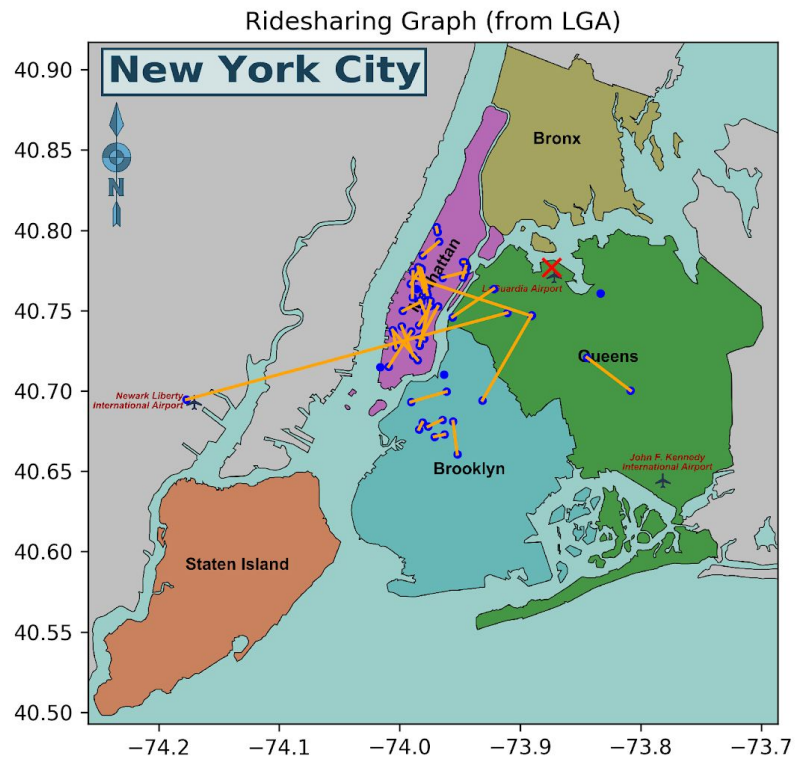 Ridesharing Graph (from LGA)
40.90
New York City
40.85
Bronx
N
40.80
Manhattan
LaGuardia Airport
40.75
Queens
40.70
Newark Liberty
International Airport
John F. Kennedy
International Airport
40.65
Brooklyn
40.60
Staten Island
40.55
40.50
−74.2 −74.1 −74.0 −73.9 −73.8 −73.7